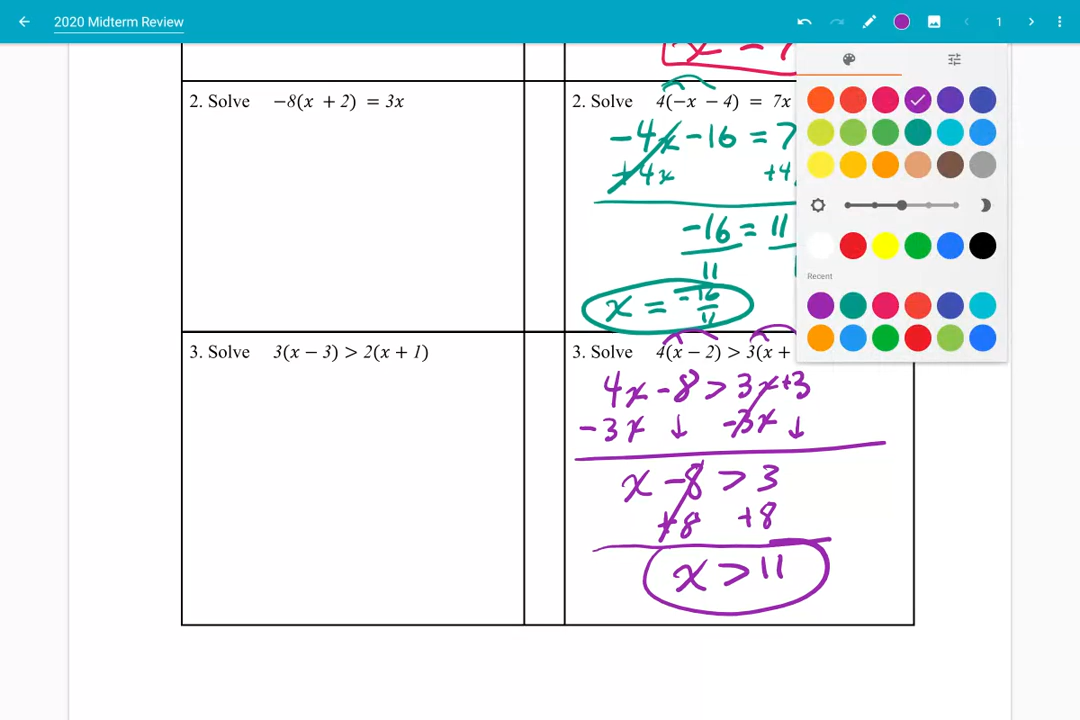 2020 Midterm Review
1
x = 7
2. Solve −8(x + 2) = 3x
2. Solve 4(−x − 4) = 7x
-4x -16 = 7
+4x +4
-16 = 11
11
x = -16/11
Recent
3. Solve 3(x − 3) > 2(x + 1)
3. Solve 4(x − 2) > 3(x +
4x - 8 > 3x+3
-3x ↓ -3x ↓
x -8 > 3
+8 +8
x > 11